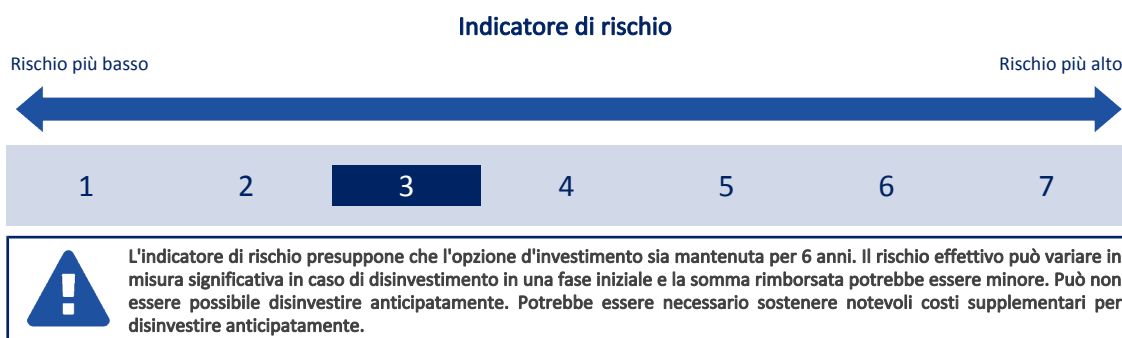 Indicatore di rischio
Rischio più basso
Rischio più alto
1 2 3 4 5 6 7
L'indicatore di rischio presuppone che l'opzione d'investimento sia mantenuta per 6 anni. Il rischio effettivo può variare in
misura significativa in caso di disinvestimento in una fase iniziale e la somma rimborsata potrebbe essere minore. Può non
essere possibile disinvestire anticipatamente. Potrebbe essere necessario sostenere notevoli costi supplementari per
disinvestire anticipatamente.